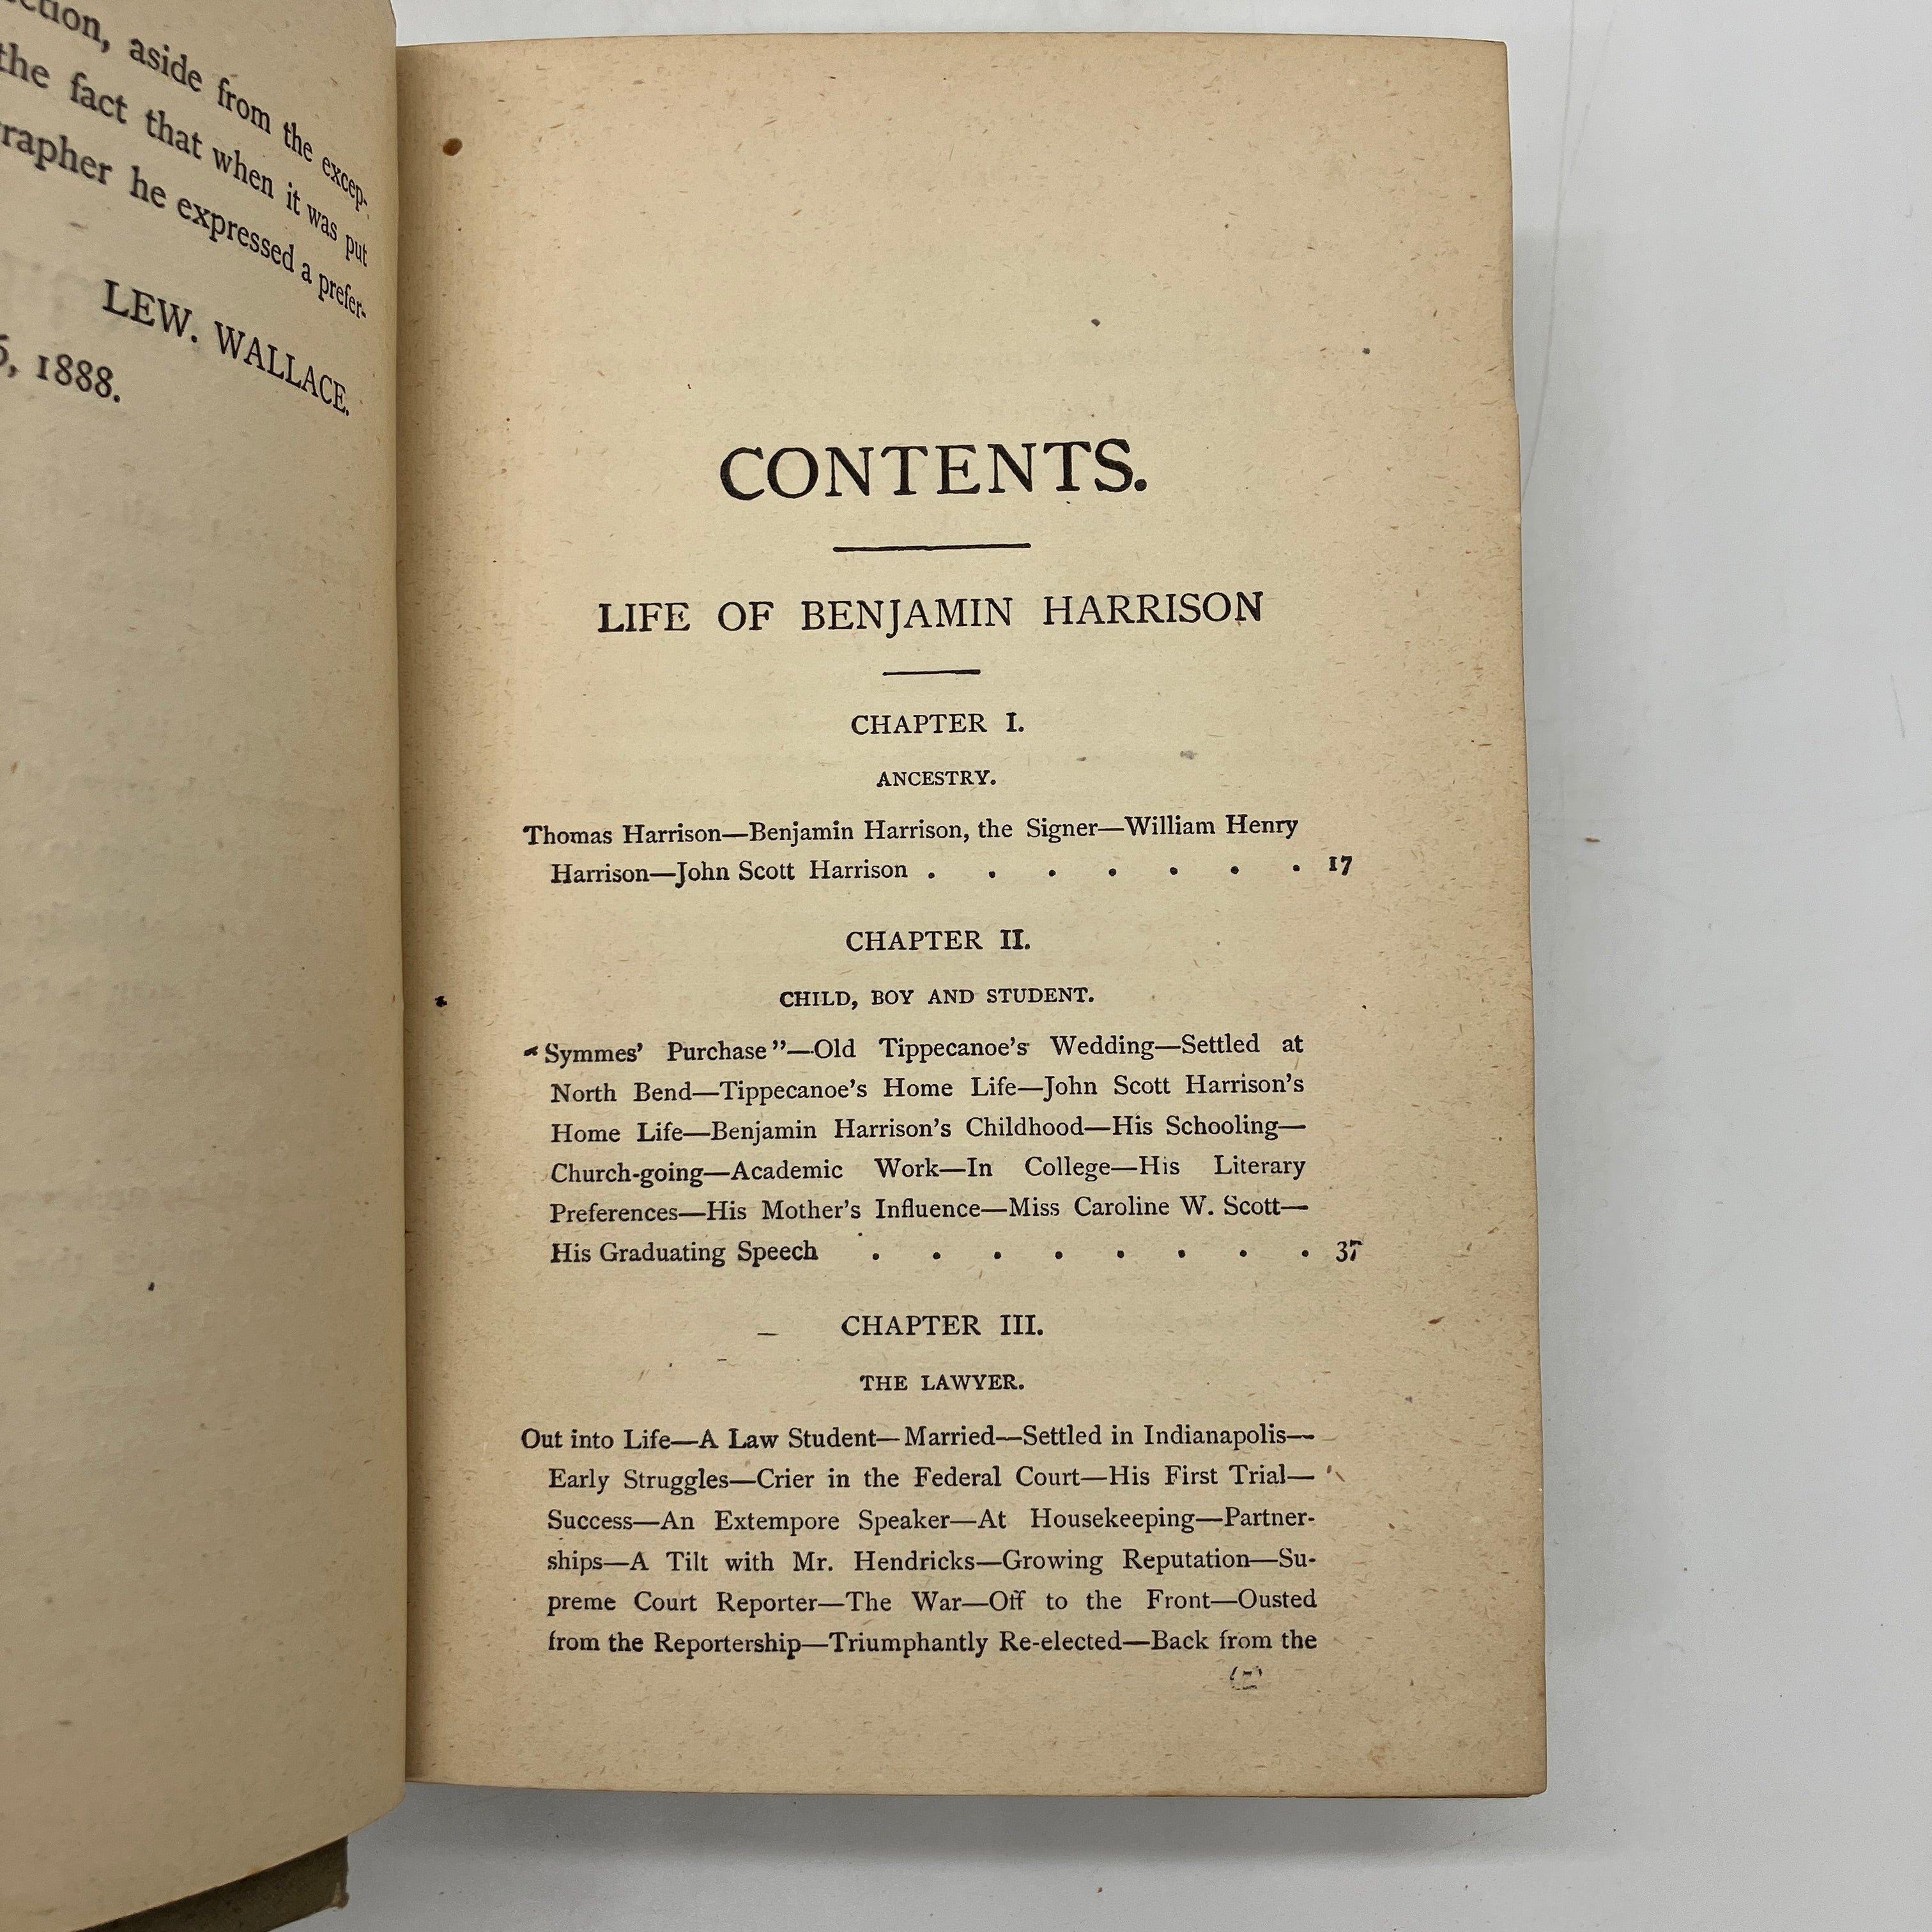 ction, aside from the excep-
the fact that when it was put
rapher he expressed a prefer-
LEW. WALLACE.
5, 1888.
CONTENTS.
LIFE OF BENJAMIN HARRISON
CHAPTER I.
ANCESTRY.
Thomas Harrison—Benjamin Harrison, the Signer—William Henry
Harrison—John Scott Harrison . . . . . . . 17
CHAPTER II.
CHILD, BOY AND STUDENT.
"Symmes' Purchase"—Old Tippecanoe's Wedding—Settled at
North Bend—Tippecanoe's Home Life—John Scott Harrison's
Home Life—Benjamin Harrison's Childhood—His Schooling—
Church-going—Academic Work—In College—His Literary
Preferences—His Mother's Influence—Miss Caroline W. Scott—
His Graduating Speech . . . . . . . . 37
CHAPTER III.
THE LAWYER.
Out into Life—A Law Student—Married—Settled in Indianapolis—
Early Struggles—Crier in the Federal Court—His First Trial—
Success—An Extempore Speaker—At Housekeeping—Partner-
ships—A Tilt with Mr. Hendricks—Growing Reputation—Su-
preme Court Reporter—The War—Off to the Front—Ousted
from the Reportership—Triumphantly Re-elected—Back from the